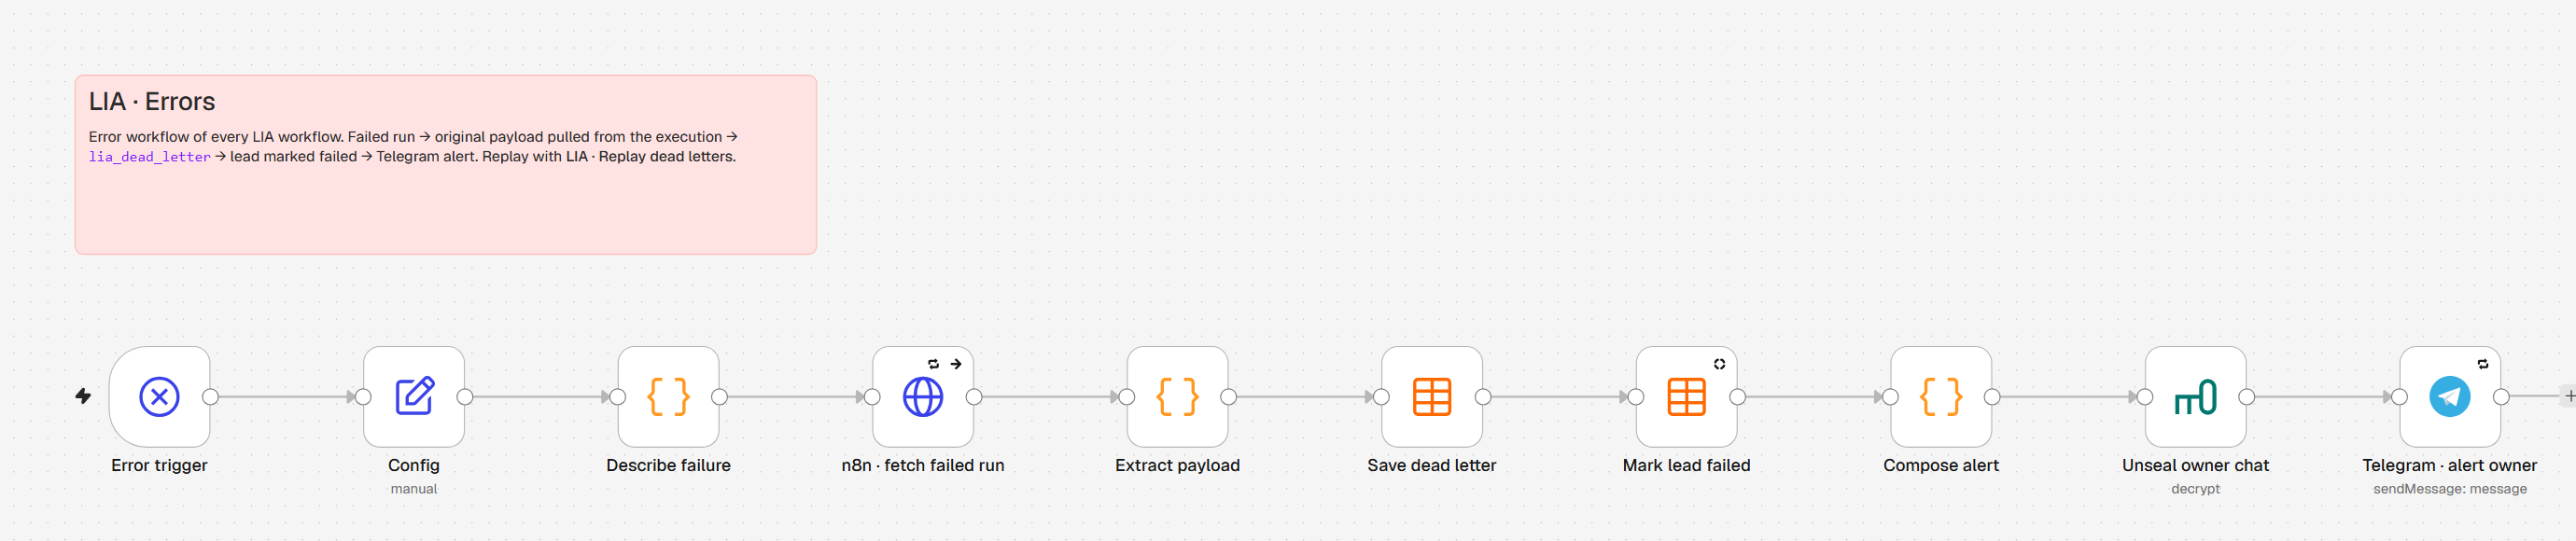 LIA · Errors
Error workflow of every LIA workflow. Failed run → original payload pulled from the execution →
lia_dead_letter → lead marked failed → Telegram alert. Replay with LIA · Replay dead letters.
Error trigger
Config
manual
Describe failure
n8n · fetch failed run
Extract payload
Save dead letter
Mark lead failed
Compose alert
Unseal owner chat
decrypt
Telegram · alert owner
sendMessage: message